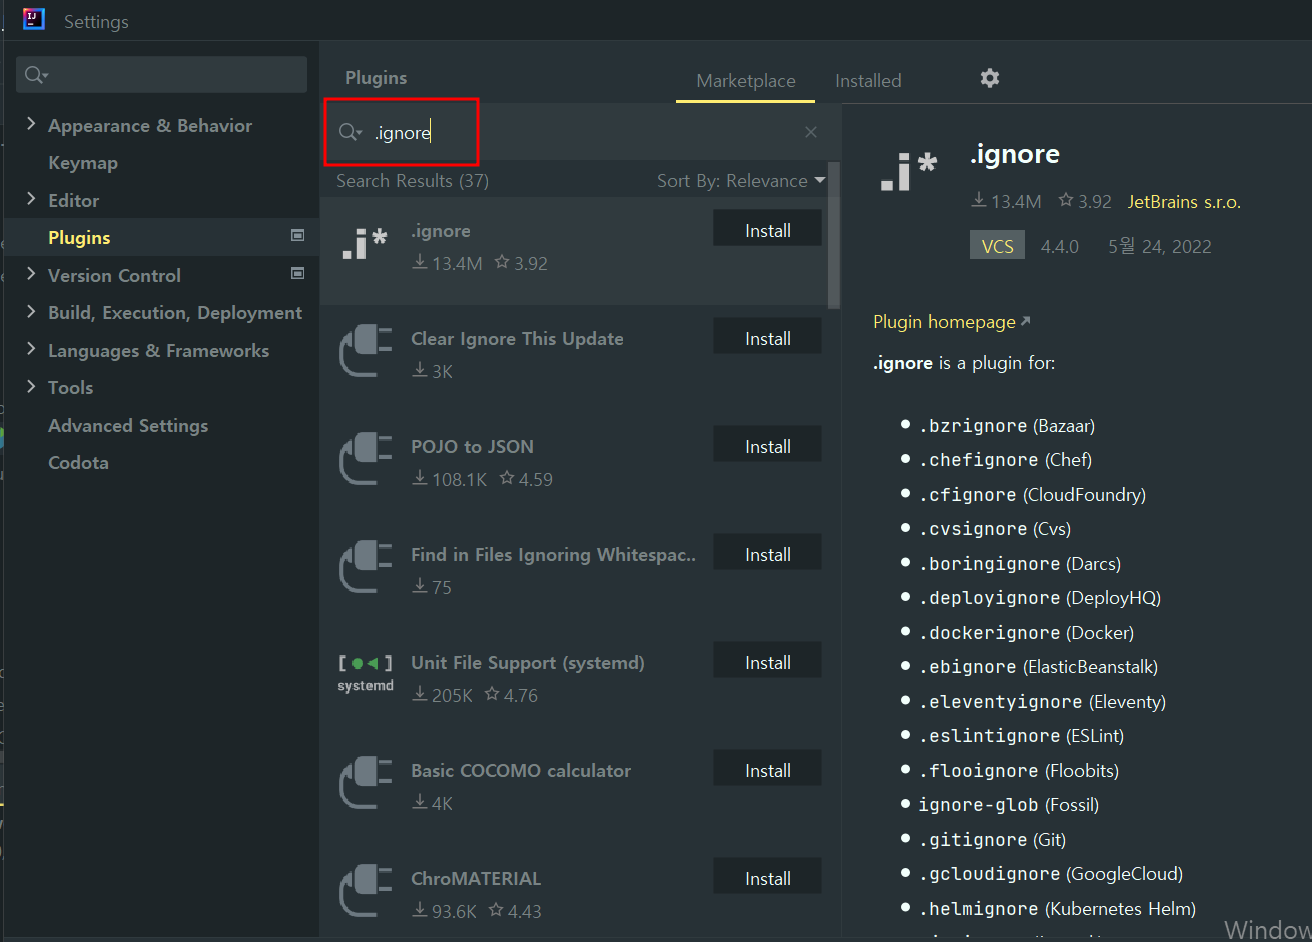 IJ
Settings
Appearance & Behavior
Keymap
Editor
Plugins
Version Control
Build, Execution, Deployment
Languages & Frameworks
Tools
Advanced Settings
Codota
Plugins
Marketplace
Installed
.ignore
Search Results (37)
Sort By: Relevance
.i*
.ignore
13.4M 3.92
Install
Clear Ignore This Update
3K
Install
POJO to JSON
108.1K 4.59
Install
Find in Files Ignoring Whitespac..
75
Install
[ ]
systemd
Unit File Support (systemd)
205K 4.76
Install
Basic COCOMO calculator
4K
Install
ChroMATERIAL
93.6K 4.43
Install
.i*
.ignore
13.4M 3.92 JetBrains s.r.o.
VCS 4.4.0 5월 24, 2022
Plugin homepage
.ignore is a plugin for:
.bzrignore (Bazaar)
.chefignore (Chef)
.cfignore (CloudFoundry)
.cvsignore (Cvs)
.boringignore (Darcs)
.deployignore (DeployHQ)
.dockerignore (Docker)
.ebignore (ElasticBeanstalk)
.eleventyignore (Eleventy)
.eslintignore (ESLint)
.flooignore (Floobits)
ignore-glob (Fossil)
.gitignore (Git)
.gcloudignore (GoogleCloud)
.helmignore (Kubernetes Helm)
Window